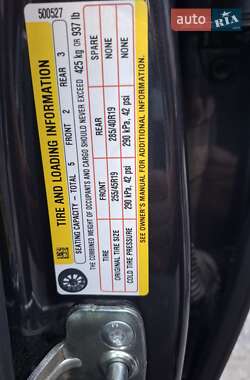 AUTO
RIA
500527
TIRE AND LOADING INFORMATION
SEATING CAPACITY - TOTAL 5 FRONT 2 REAR 3
THE COMBINED WEIGHT OF OCCUPANTS AND CARGO SHOULD NEVER EXCEED 425 kg OR 937 lb
TIRE FRONT REAR SPARE
ORIGINAL TIRE SIZE 255/45R19 285/40R19 NONE
COLD TIRE PRESSURE 290 kPa, 42 psi 290 kPa, 42 psi
SEE OWNER'S MANUAL FOR ADDITIONAL INFORMATION